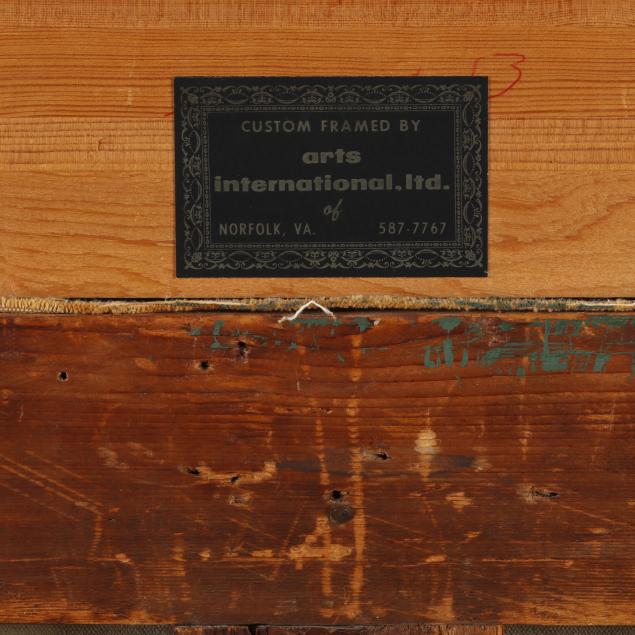 CUSTOM FRAMED BY
arts
international, ltd.
of
NORFOLK, VA. 587-7767